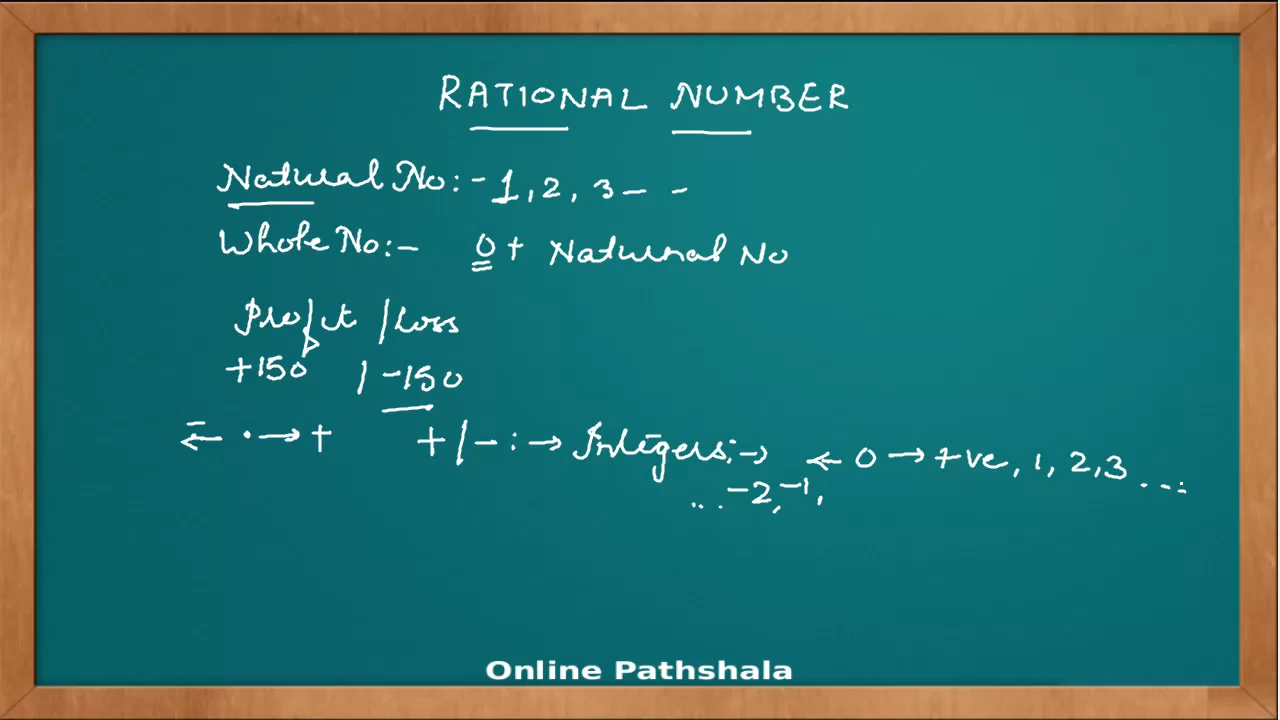 RATIONAL NUMBER
Natural No:- 1, 2, 3 - -
Whole No:- 0 + Natural No
Profit / Loss
+150 / -150
- ← . → + + / - : → Integers:→ ← 0 → +ve, 1, 2, 3 ...
... -2, -1,
Online Pathshala